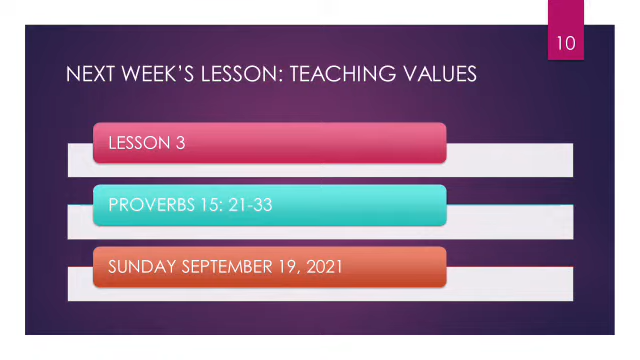 10
NEXT WEEK'S LESSON: TEACHING VALUES
LESSON 3
PROVERBS 15: 21-33
SUNDAY SEPTEMBER 19, 2021